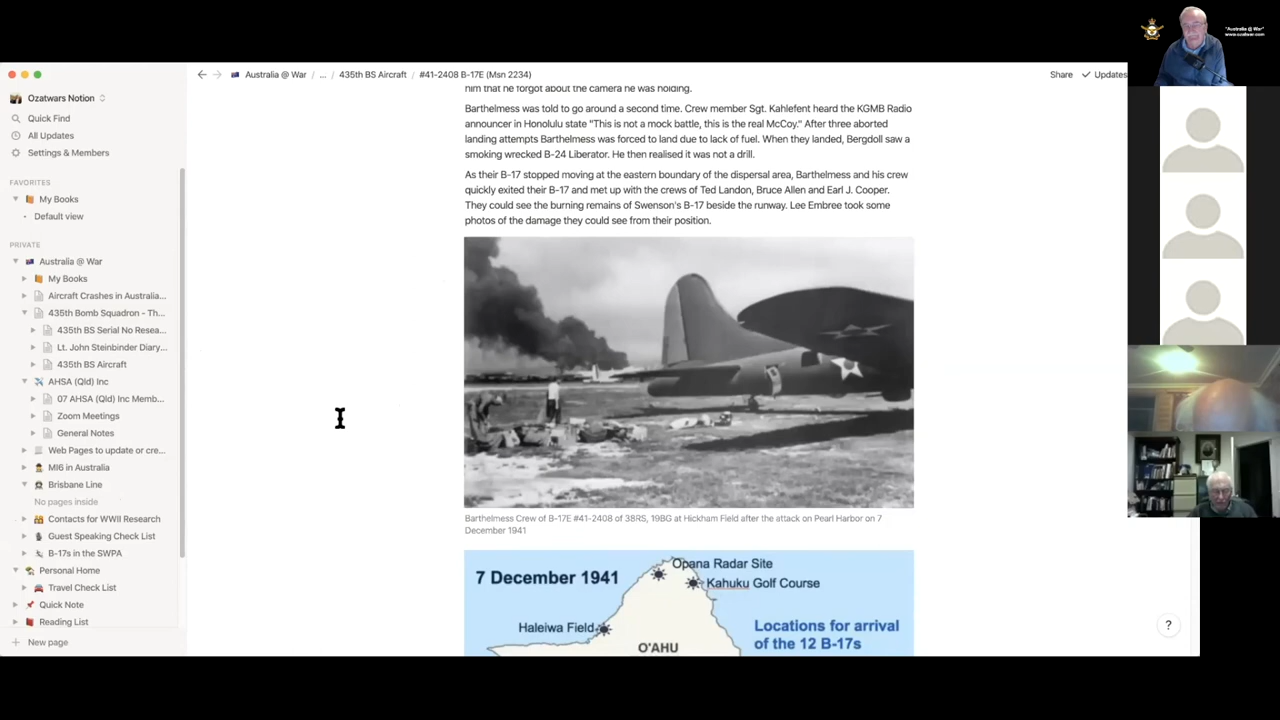 "Australia @ War"
www.ozatwar.com
Australia @ War / ... / 435th BS Aircraft / #41-2408 B-17E (Msn 2234)
Share
Updates
Ozatwars Notion
Quick Find
All Updates
Settings & Members
FAVORITES
My Books
Default view
PRIVATE
Australia @ War
My Books
Aircraft Crashes in Australia...
435th Bomb Squadron - Th...
435th BS Serial No Resea...
Lt. John Steinbinder Diary...
435th BS Aircraft
AHSA (Qld) Inc
07 AHSA (Qld) Inc Memb...
Zoom Meetings
General Notes
Web Pages to update or cre...
MI6 in Australia
Brisbane Line
No pages inside
Contacts for WWII Research
Guest Speaking Check List
B-17s in the SWPA
Personal Home
Travel Check List
Quick Note
Reading List
New page
him that he forgot about the camera he was holding.
Barthelmess was told to go around a second time. Crew member Sgt. Kahlefent heard the KGMB Radio
announcer in Honolulu state "This is not a mock battle, this is the real McCoy." After three aborted
landing attempts Barthelmess was forced to land due to lack of fuel. When they landed, Bergdoll saw a
smoking wrecked B-24 Liberator. He then realised it was not a drill.
As their B-17 stopped moving at the eastern boundary of the dispersal area, Barthelmess and his crew
quickly exited their B-17 and met up with the crews of Ted Landon, Bruce Allen and Earl J. Cooper.
They could see the burning remains of Swenson's B-17 beside the runway. Lee Embree took some
photos of the damage they could see from their position.
Barthelmess Crew of B-17E #41-2408 of 38RS, 19BG at Hickham Field after the attack on Pearl Harbor on 7
December 1941
7 December 1941
Opana Radar Site
Kahuku Golf Course
Haleiwa Field
Locations for arrival
of the 12 B-17s
O'AHU
?